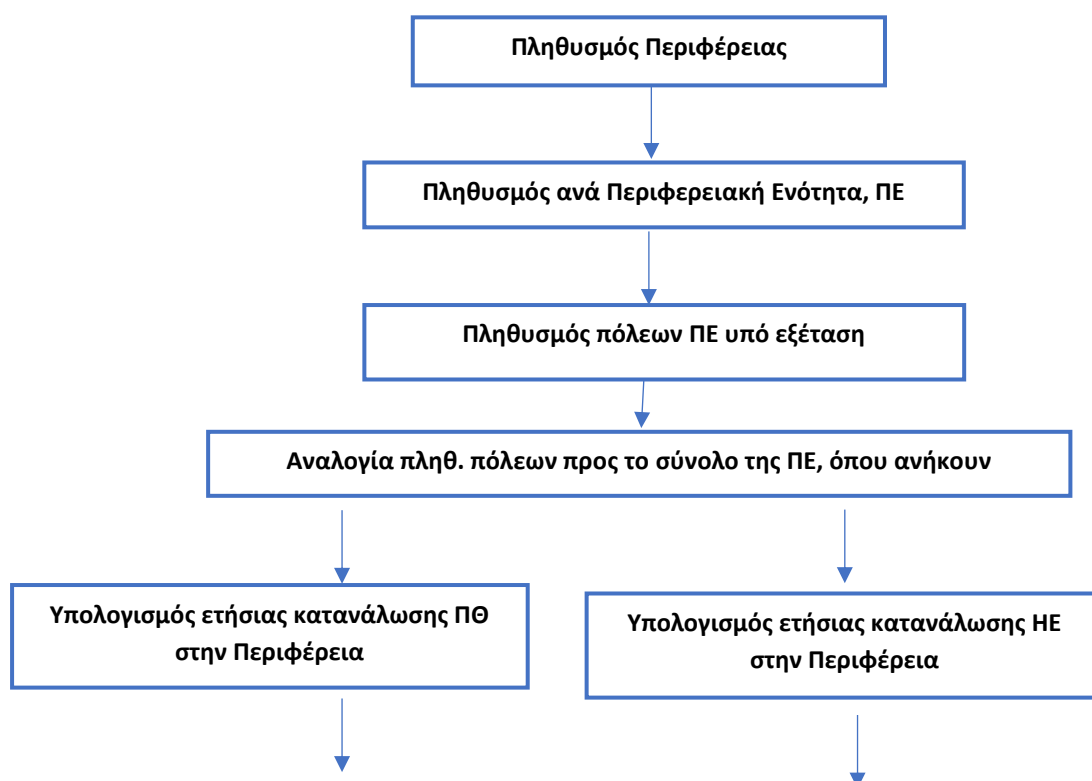 Πληθυσμός Περιφέρειας
Πληθυσμός ανά Περιφερειακή Ενότητα, ΠΕ
Πληθυσμός πόλεων ΠΕ υπό εξέταση
Αναλογία πληθ. πόλεων προς το σύνολο της ΠΕ, όπου ανήκουν
Υπολογισμός ετήσιας κατανάλωσης ΠΘ
στην Περιφέρεια
Υπολογισμός ετήσιας κατανάλωσης ΗΕ
στην Περιφέρεια